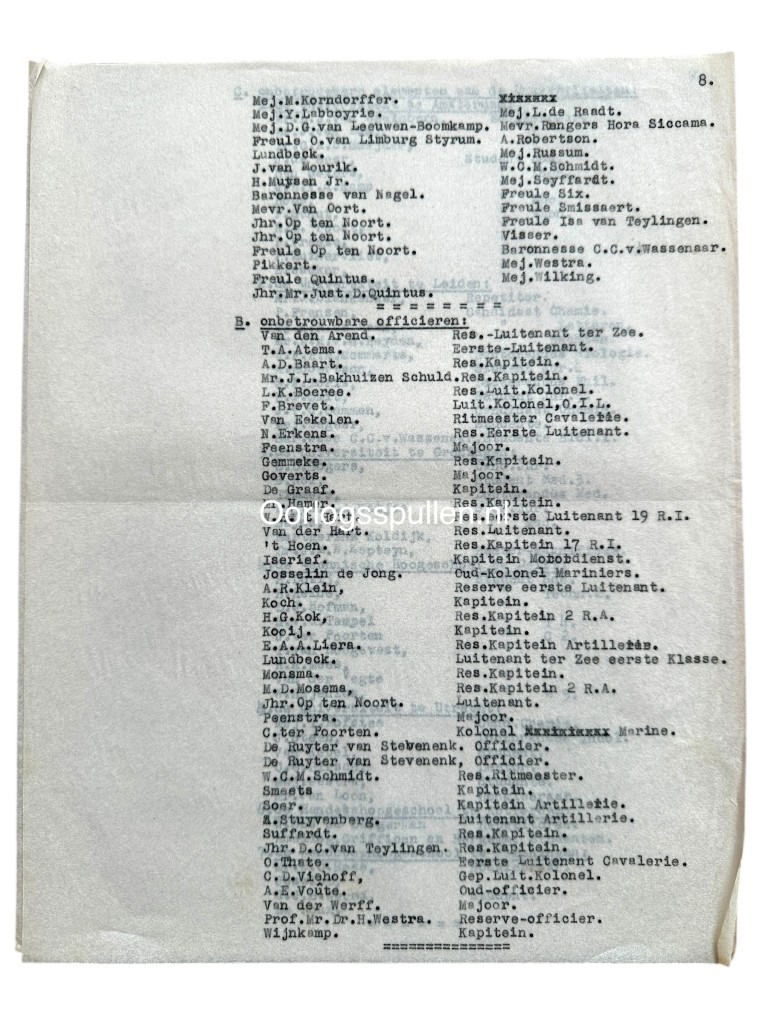 8.
Mej.M.Korndorffer. Xixxxxx
Mej.Y.Labboyrie. Mej.L.de Raadt.
Mej.D.G.van Leeuwen-Boomkamp. Mevr.Rengers Hora Siccama.
Freule O.van Limburg Styrum. A.Robertson.
Lundbeck. Mej.Russum.
J.van Mourik. W.C.M.Schmidt.
H.Muysen Jr. Mej.Seyffardt.
Baronnesse van Nagel. Freule Six.
Mevr.Van Oort. Freule Smissaert.
Jhr.Op ten Noort. Freule Isa van Teylingen.
Jhr.Op ten Noort. Visser.
Freule Op ten Noort. Baronnesse C.C.v.Wassenaar.
Pikkert. Mej.Westra.
Freule Quintus. Mej.Wilking.
Jhr.Mr.Just.D.Quintus.
= = = = = = = = =
B. onbetrouwbare officieren:
Van den Arend. Res.-Luitenant ter Zee.
T.A.Atema. Eerste-Luitenant.
A.D.Baart. Res.Kapitein.
Mr.J.L.Bakhuizen Schuld.Res.Kapitein.
L.K.Boeree. Res.Luit.Kolonel.
F.Brevet. Luit.Kolonel,O.I.L.
Van Eekelen. Ritmeester Cavalerie.
N.Erkens. Res.Eerste Luitenant.
Feenstra. Majoor.
Gemmeke. Res.Kapitein.
Goverts. Majoor.
De Graaf. Kapitein.
Hamer. Res.Kapitein.
Hart. Eerste Luitenant 19 R.I.
Oorlogsspullen.nl
Van der Hart. Res.Luitenant.
't Hoen. Res.Kapitein 17 R.I.
Iserief. Kapitein Motordienst.
Josselin de Jong. Oud-Kolonel Mariniers.
A.R.Klein, Reserve eerste Luitenant.
Koch. Kapitein.
H.G.Kok, Res.Kapitein 2 R.A.
Kooij. Kapitein.
E.A.A.Liera. Res.Kapitein Artillerie.
Lundbeck. Luitenant ter Zee eerste Klasse.
Monsma. Res.Kapitein.
M.D.Mosema, Res.Kapitein 2 R.A.
Jhr.Op ten Noort. Luitenant.
Peenstra. Majoor.
C.ter Poorten. Kolonel Marine.
De Ruyter van Stevenenk. Officier.
De Ruyter van Stevenenk, Officier.
W.C.M.Schmidt. Res.Ritmeester.
Smeets Kapitein.
Soer. Kapitein Artillerie.
A.Stuyvenberg. Luitenant Artillerie.
Suffardt. Res.Kapitein.
Jhr.D.C.van Teylingen. Res.Kapitein.
O.Thate. Eerste Luitenant Cavalerie.
C.D.Viehoff, Gep.Luit.Kolonel.
A.E.Voûte. Oud-officier.
Van der Werff. Majoor.
Prof.Mr.Dr.H.Westra. Reserve-officier.
Wijnkamp. Kapitein.
===============